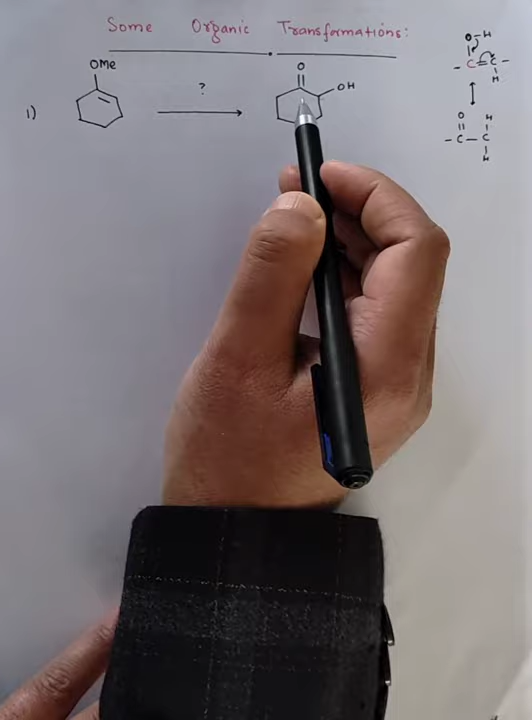 Some Organic Transformations:
OMe
1)
?
O
OH
O-H
- C = C -
H
O H
|| |
- C - C -
H